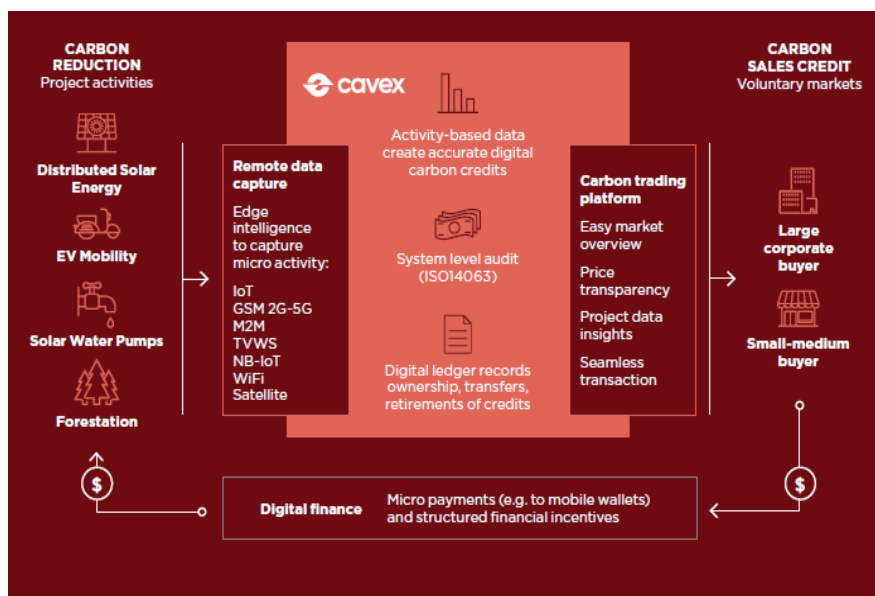 CARBON
REDUCTION
Project activities
Distributed Solar
Energy
EV Mobility
Solar Water Pumps
Forestation
Remote data
capture
Edge
intelligence
to capture
micro activity:
IoT
GSM 2G-5G
M2M
TVWS
NB-IoT
WiFi
Satellite
cavex
Activity-based data
create accurate digital
carbon credits
System level audit
(ISO14063)
Digital ledger records
ownership, transfers,
retirements of credits
Carbon trading
platform
Easy market
overview
Price
transparency
Project data
insights
Seamless
transaction
CARBON
SALES CREDIT
Voluntary markets
Large
corporate
buyer
Small-medium
buyer
$
Digital finance
Micro payments (e.g. to mobile wallets)
and structured financial incentives
$